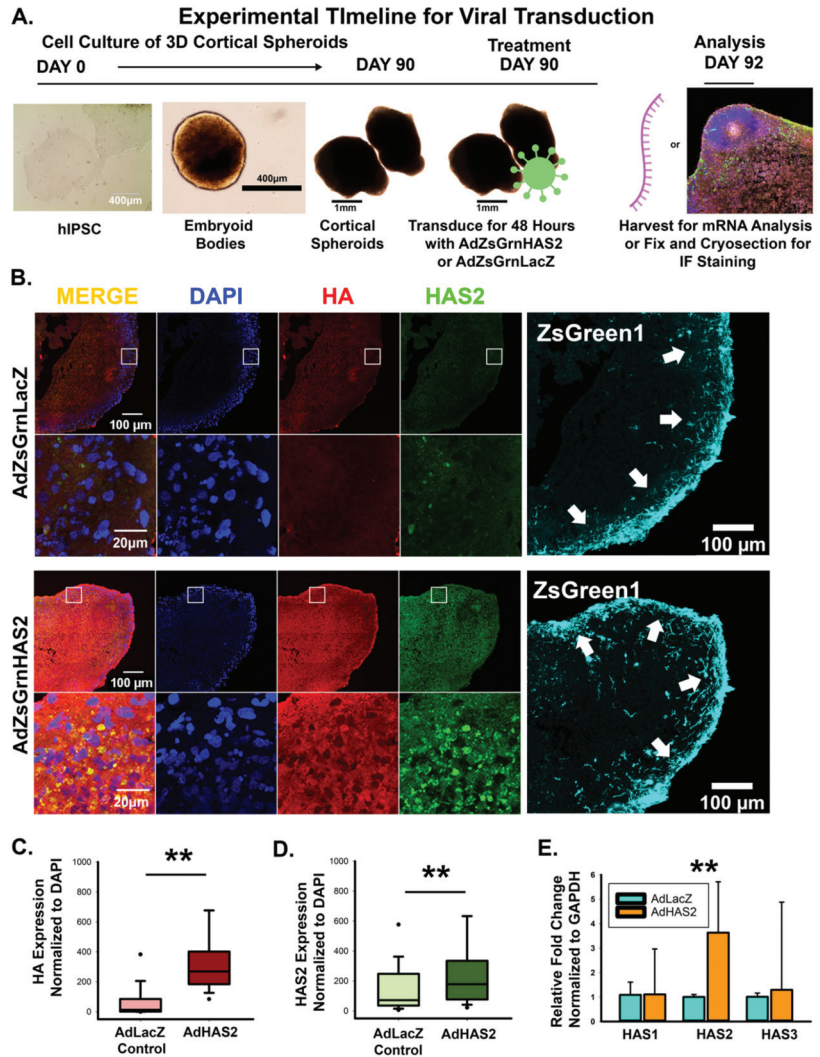 A.
Experimental TImeline for Viral Transduction
Cell Culture of 3D Cortical Spheroids
DAY 0
DAY 90
Treatment
DAY 90
Analysis
DAY 92
400µm
400µm
1mm
1mm
or
hIPSC
Embryoid
Bodies
Cortical
Spheroids
Transduce for 48 Hours
with AdZsGrnHAS2
or AdZsGrnLacZ
Harvest for mRNA Analysis
or Fix and Cryosection for
IF Staining
B.
MERGE
DAPI
HA
HAS2
AdZsGrnLacZ
100 µm
20µm
ZsGreen1
100 µm
AdZsGrnHAS2
100 µm
20µm
ZsGreen1
100 µm
C.
HA Expression
Normalized to DAPI
1000
800
600
400
200
0
**
AdLacZ
Control
AdHAS2
D.
HAS2 Expression
Normalized to DAPI
1000
800
600
400
200
0
**
AdLacZ
Control
AdHAS2
E.
Relative Fold Change
Normalized to GAPDH
6
5
4
3
2
1
0
**
AdLacZ
AdHAS2
HAS1
HAS2
HAS3